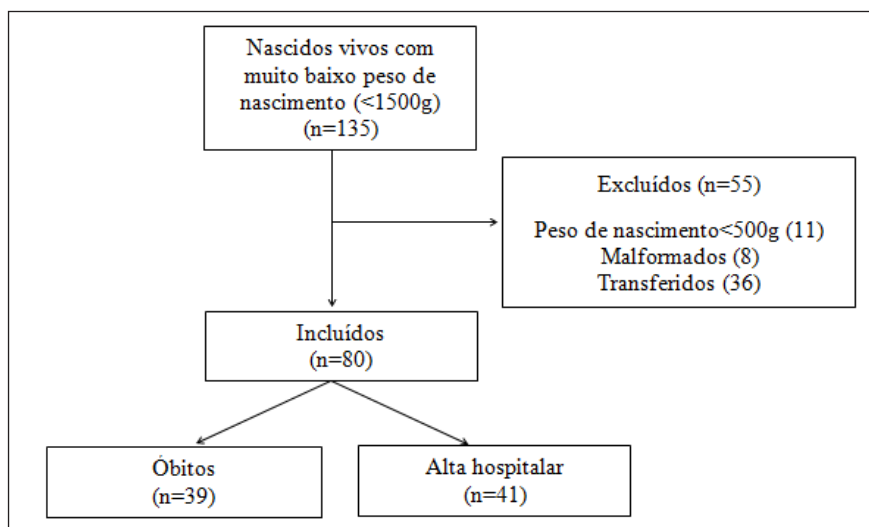 Nascidos vivos com
muito baixo peso de
nascimento (<1500g)
(n=135)
Excluídos (n=55)
Peso de nascimento<500g (11)
Malformados (8)
Transferidos (36)
Incluídos
(n=80)
Óbitos
(n=39)
Alta hospitalar
(n=41)